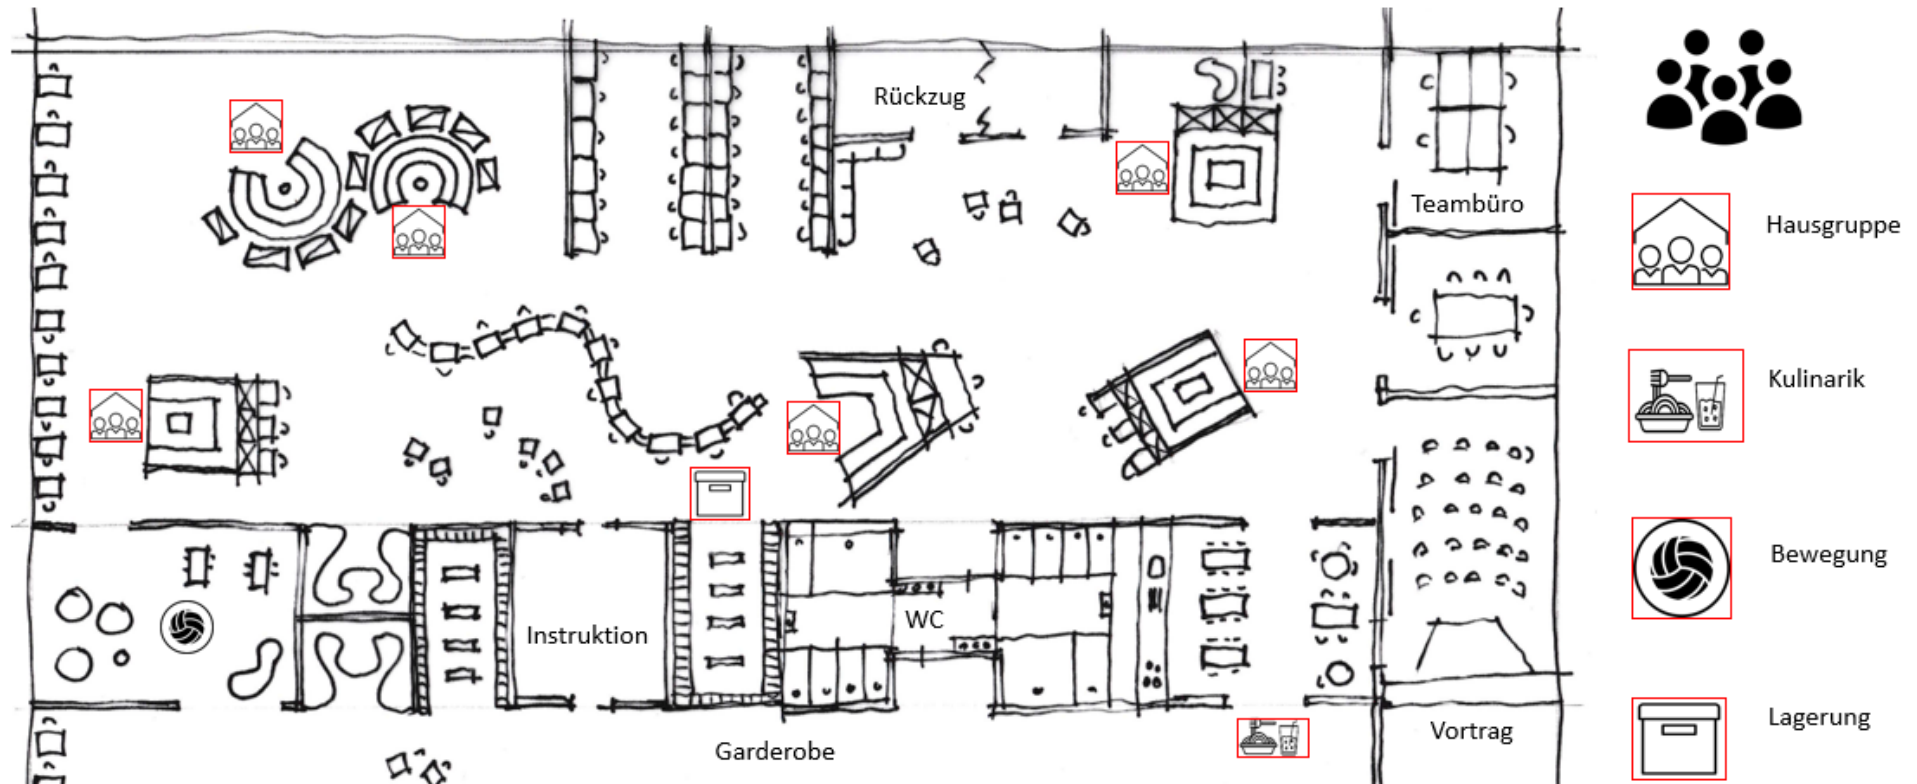 Rückzug
Teambüro
Hausgruppe
Kulinarik
Bewegung
Instruktion
WC
Lagerung
Garderobe
Vortrag